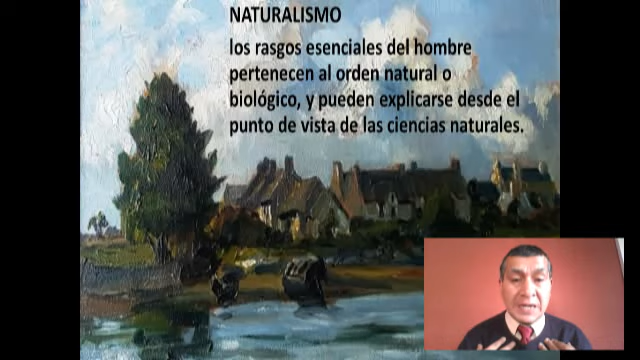 NATURALISMO
los rasgos esenciales del hombre
pertenecen al orden natural o
biológico, y pueden explicarse desde el
punto de vista de las ciencias naturales.